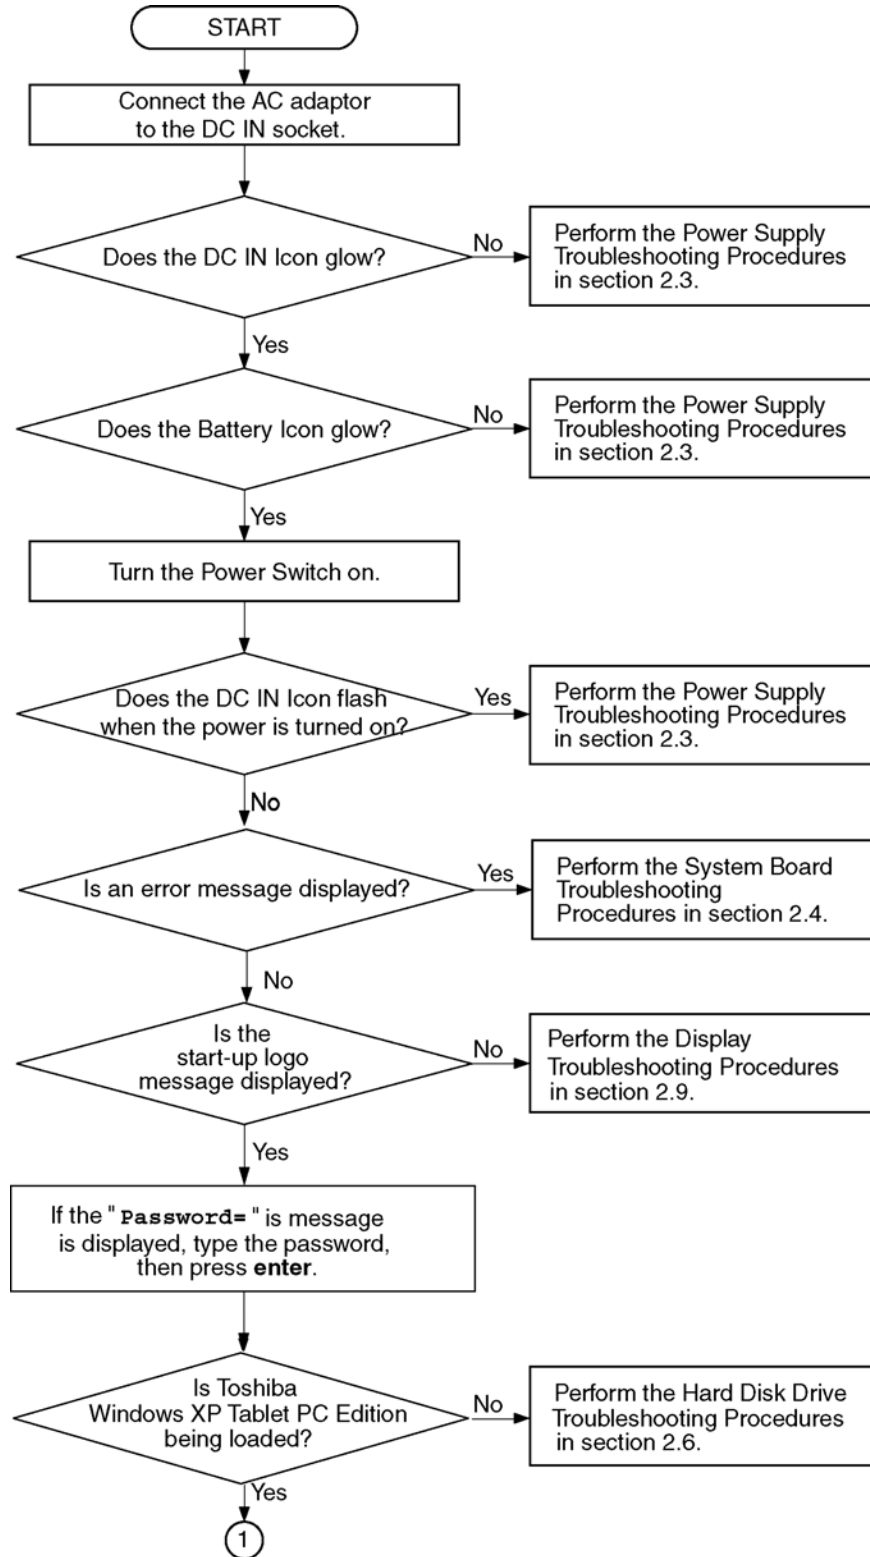 START
Connect the AC adaptor
to the DC IN socket.
Does the DC IN Icon glow?
No
Perform the Power Supply
Troubleshooting Procedures
in section 2.3.
Yes
Does the Battery Icon glow?
No
Perform the Power Supply
Troubleshooting Procedures
in section 2.3.
Yes
Turn the Power Switch on.
Does the DC IN Icon flash
when the power is turned on?
Yes
Perform the Power Supply
Troubleshooting Procedures
in section 2.3.
No
Is an error message displayed?
Yes
Perform the System Board
Troubleshooting
Procedures in section 2.4.
No
Is the
start-up logo
message displayed?
No
Perform the Display
Troubleshooting Procedures
in section 2.9.
Yes
If the " Password= " is message
is displayed, type the password,
then press enter.
Is Toshiba
Windows XP Tablet PC Edition
being loaded?
No
Perform the Hard Disk Drive
Troubleshooting Procedures
in section 2.6.
Yes
1